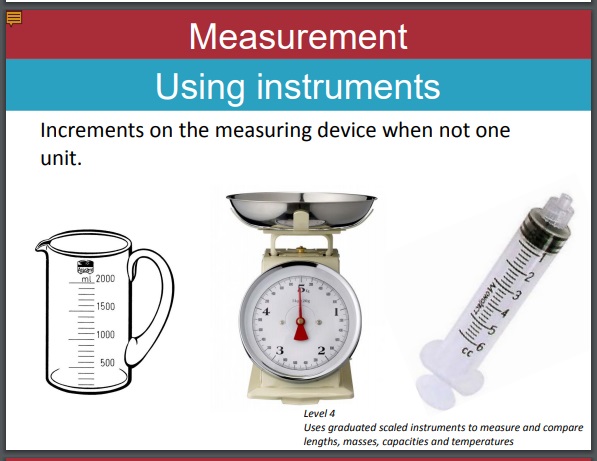 Measurement
Using instruments
Increments on the measuring device when not one
unit.
ml 2000
1500
1000
500
5
4
1
3
2
1
2
3
4
5
6
cc
Level 4
Uses graduated scaled instruments to measure and compare
lengths, masses, capacities and temperatures